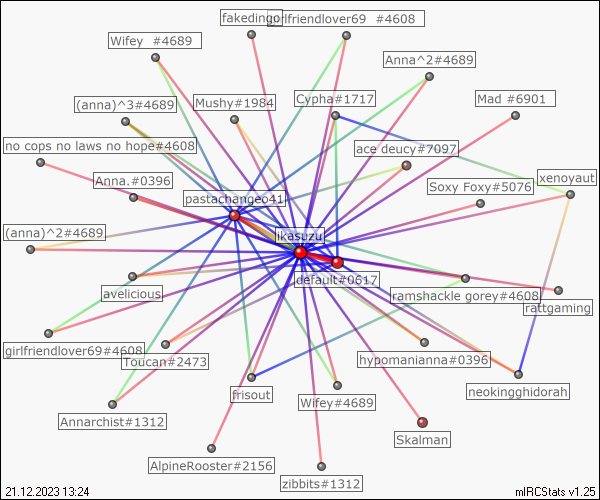 fakedingo
girlfriendlover69 #4608
Wifey #4689
Anna^2#4689
(anna)^3#4689
Mushy#1984
Cypha#1717
Mad #6901
no cops no laws no hope#4608
ace deucy#7097
Anna.#0396
pastachangeo41
Soxy Foxy#5076
xenoyaut
(anna)^2#4689
ikasuzu
default#0617
lavelicious
ramshackle gorey#4608
rattgaming
girlfriendlover69#4608
Toucan#2473
hypomanianna#0396
frisout
Wifey#4689
neokingghidorah
Annarchist#1312
Skalman
AlpineRooster#2156
zibbits#1312
21.12.2023 13:24
mIRCStats v1.25